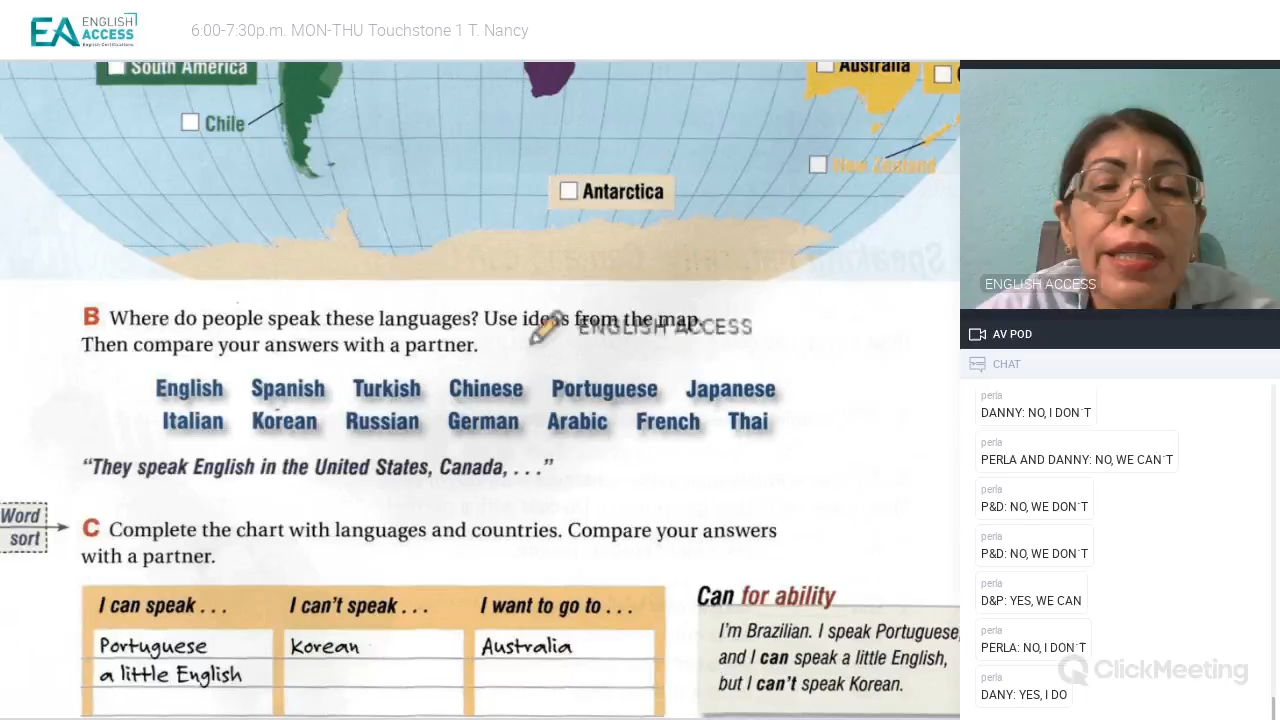 EA ENGLISH ACCESS
English Certifications
6:00-7:30p.m. MON-THU Touchstone 1 T. Nancy
South America
Australia
Chile
New Zealand
Antarctica
B Where do people speak these languages? Use ideas from the map.
ENGLISH ACCESS
Then compare your answers with a partner.
English Spanish Turkish Chinese Portuguese Japanese
Italian Korean Russian German Arabic French Thai
“They speak English in the United States, Canada, . . .”
Word
sort
C Complete the chart with languages and countries. Compare your answers
with a partner.
I can speak . . . I can’t speak . . . I want to go to . . .
Portuguese Korean Australia
a little English
Can for ability
I’m Brazilian. I speak Portuguese,
and I can speak a little English,
but I can’t speak Korean.
ENGLISH ACCESS
AV POD
CHAT
perla
DANNY: NO, I DON´T
perla
PERLA AND DANNY: NO, WE CAN´T
perla
P&D: NO, WE DON´T
perla
P&D: NO, WE DON´T
perla
D&P: YES, WE CAN
perla
PERLA: NO, I DON´T
perla
DANY: YES, I DO
ClickMeeting